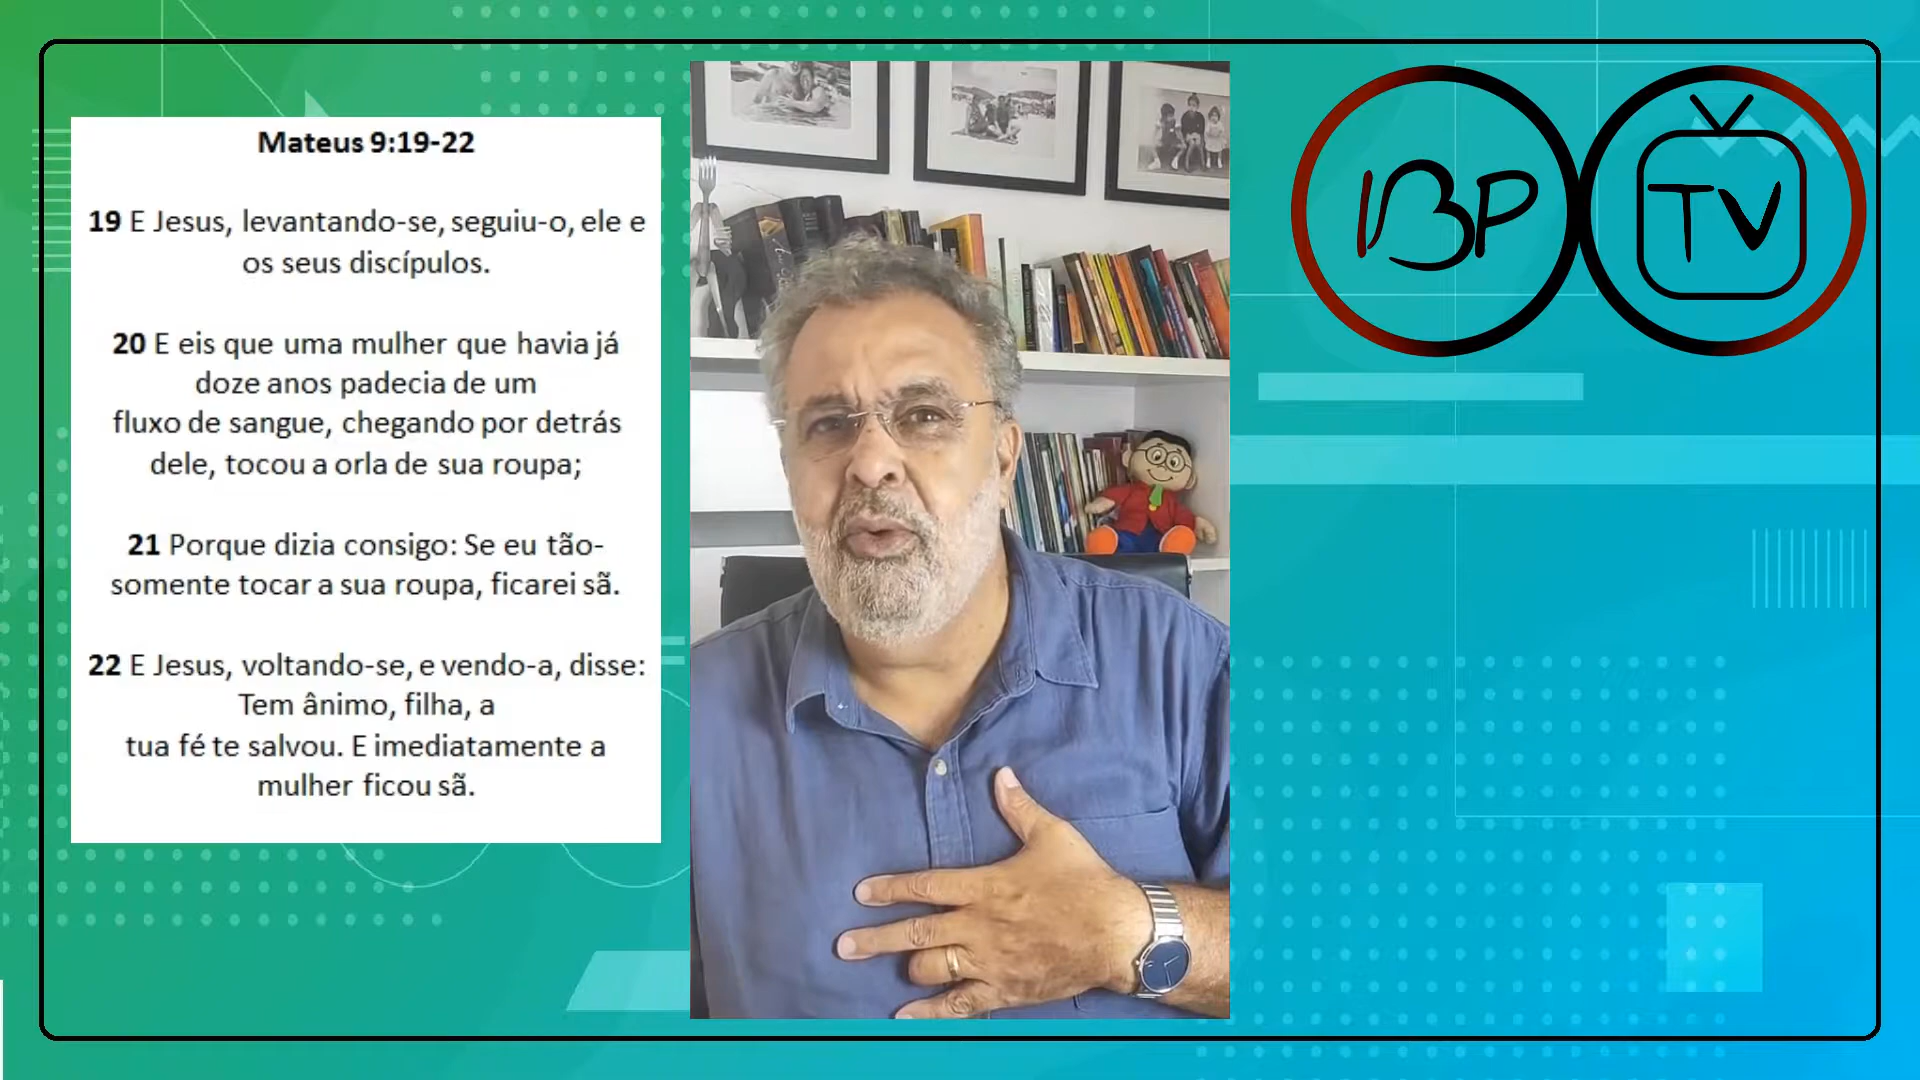 Mateus 9:19-22
19 E Jesus, levantando-se, seguiu-o, ele e
os seus discípulos.
20 E eis que uma mulher que havia já
doze anos padecia de um
fluxo de sangue, chegando por detrás
dele, tocou a orla de sua roupa;
21 Porque dizia consigo: Se eu tão-
somente tocar a sua roupa, ficarei sã.
22 E Jesus, voltando-se, e vendo-a, disse:
Tem ânimo, filha, a
tua fé te salvou. E imediatamente a
mulher ficou sã.
IBP
TV